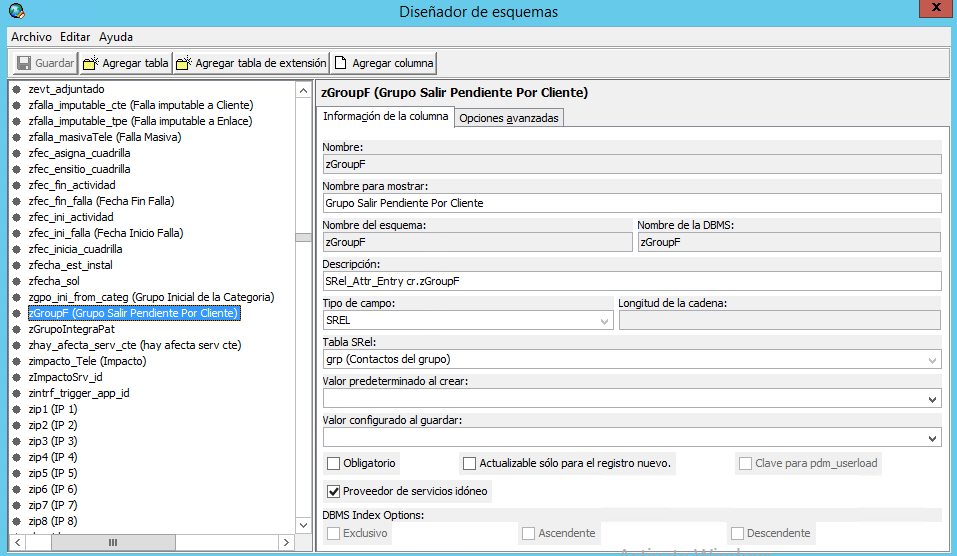 Diseñador de esquemas
x
Archivo Editar Ayuda
Guardar Agregar tabla Agregar tabla de extensión Agregar columna
zevt_adjuntado
zfalla_imputable_cte (Falla imputable a Cliente)
zfalla_imputable_tpe (Falla imputable a Enlace)
zfalla_masivaTele (Falla Masiva)
zfec_asigna_cuadrilla
zfec_ensitio_cuadrilla
zfec_fin_actividad
zfec_fin_falla (Fecha Fin Falla)
zfec_ini_actividad
zfec_ini_falla (Fecha Inicio Falla)
zfec_inicia_cuadrilla
zfecha_est_instal
zfecha_sol
zgpo_ini_from_categ (Grupo Inicial de la Categoria)
zGroupF (Grupo Salir Pendiente Por Cliente)
zGrupoIntegraPat
zhay_afecta_serv_cte (hay afecta serv cte)
zimpacto_Tele (Impacto)
zImpactoSrv_id
zintrf_trigger_app_id
zip1 (IP 1)
zip2 (IP 2)
zip3 (IP 3)
zip4 (IP 4)
zip5 (IP 5)
zip6 (IP 6)
zip7 (IP 7)
zip8 (IP 8)
zGroupF (Grupo Salir Pendiente Por Cliente)
Información de la columna Opciones avanzadas
Nombre:
zGroupF
Nombre para mostrar:
Grupo Salir Pendiente Por Cliente
Nombre del esquema: Nombre de la DBMS:
zGroupF zGroupF
Descripción:
SRel_Attr_Entry cr.zGroupF
Tipo de campo: Longitud de la cadena:
SREL
Tabla SRel:
grp (Contactos del grupo)
Valor predeterminado al crear:
Valor configurado al guardar:
Obligatorio Actualizable sólo para el registro nuevo. Clave para pdm_userload
Proveedor de servicios idóneo
DBMS Index Options:
Exclusivo Ascendente Descendente